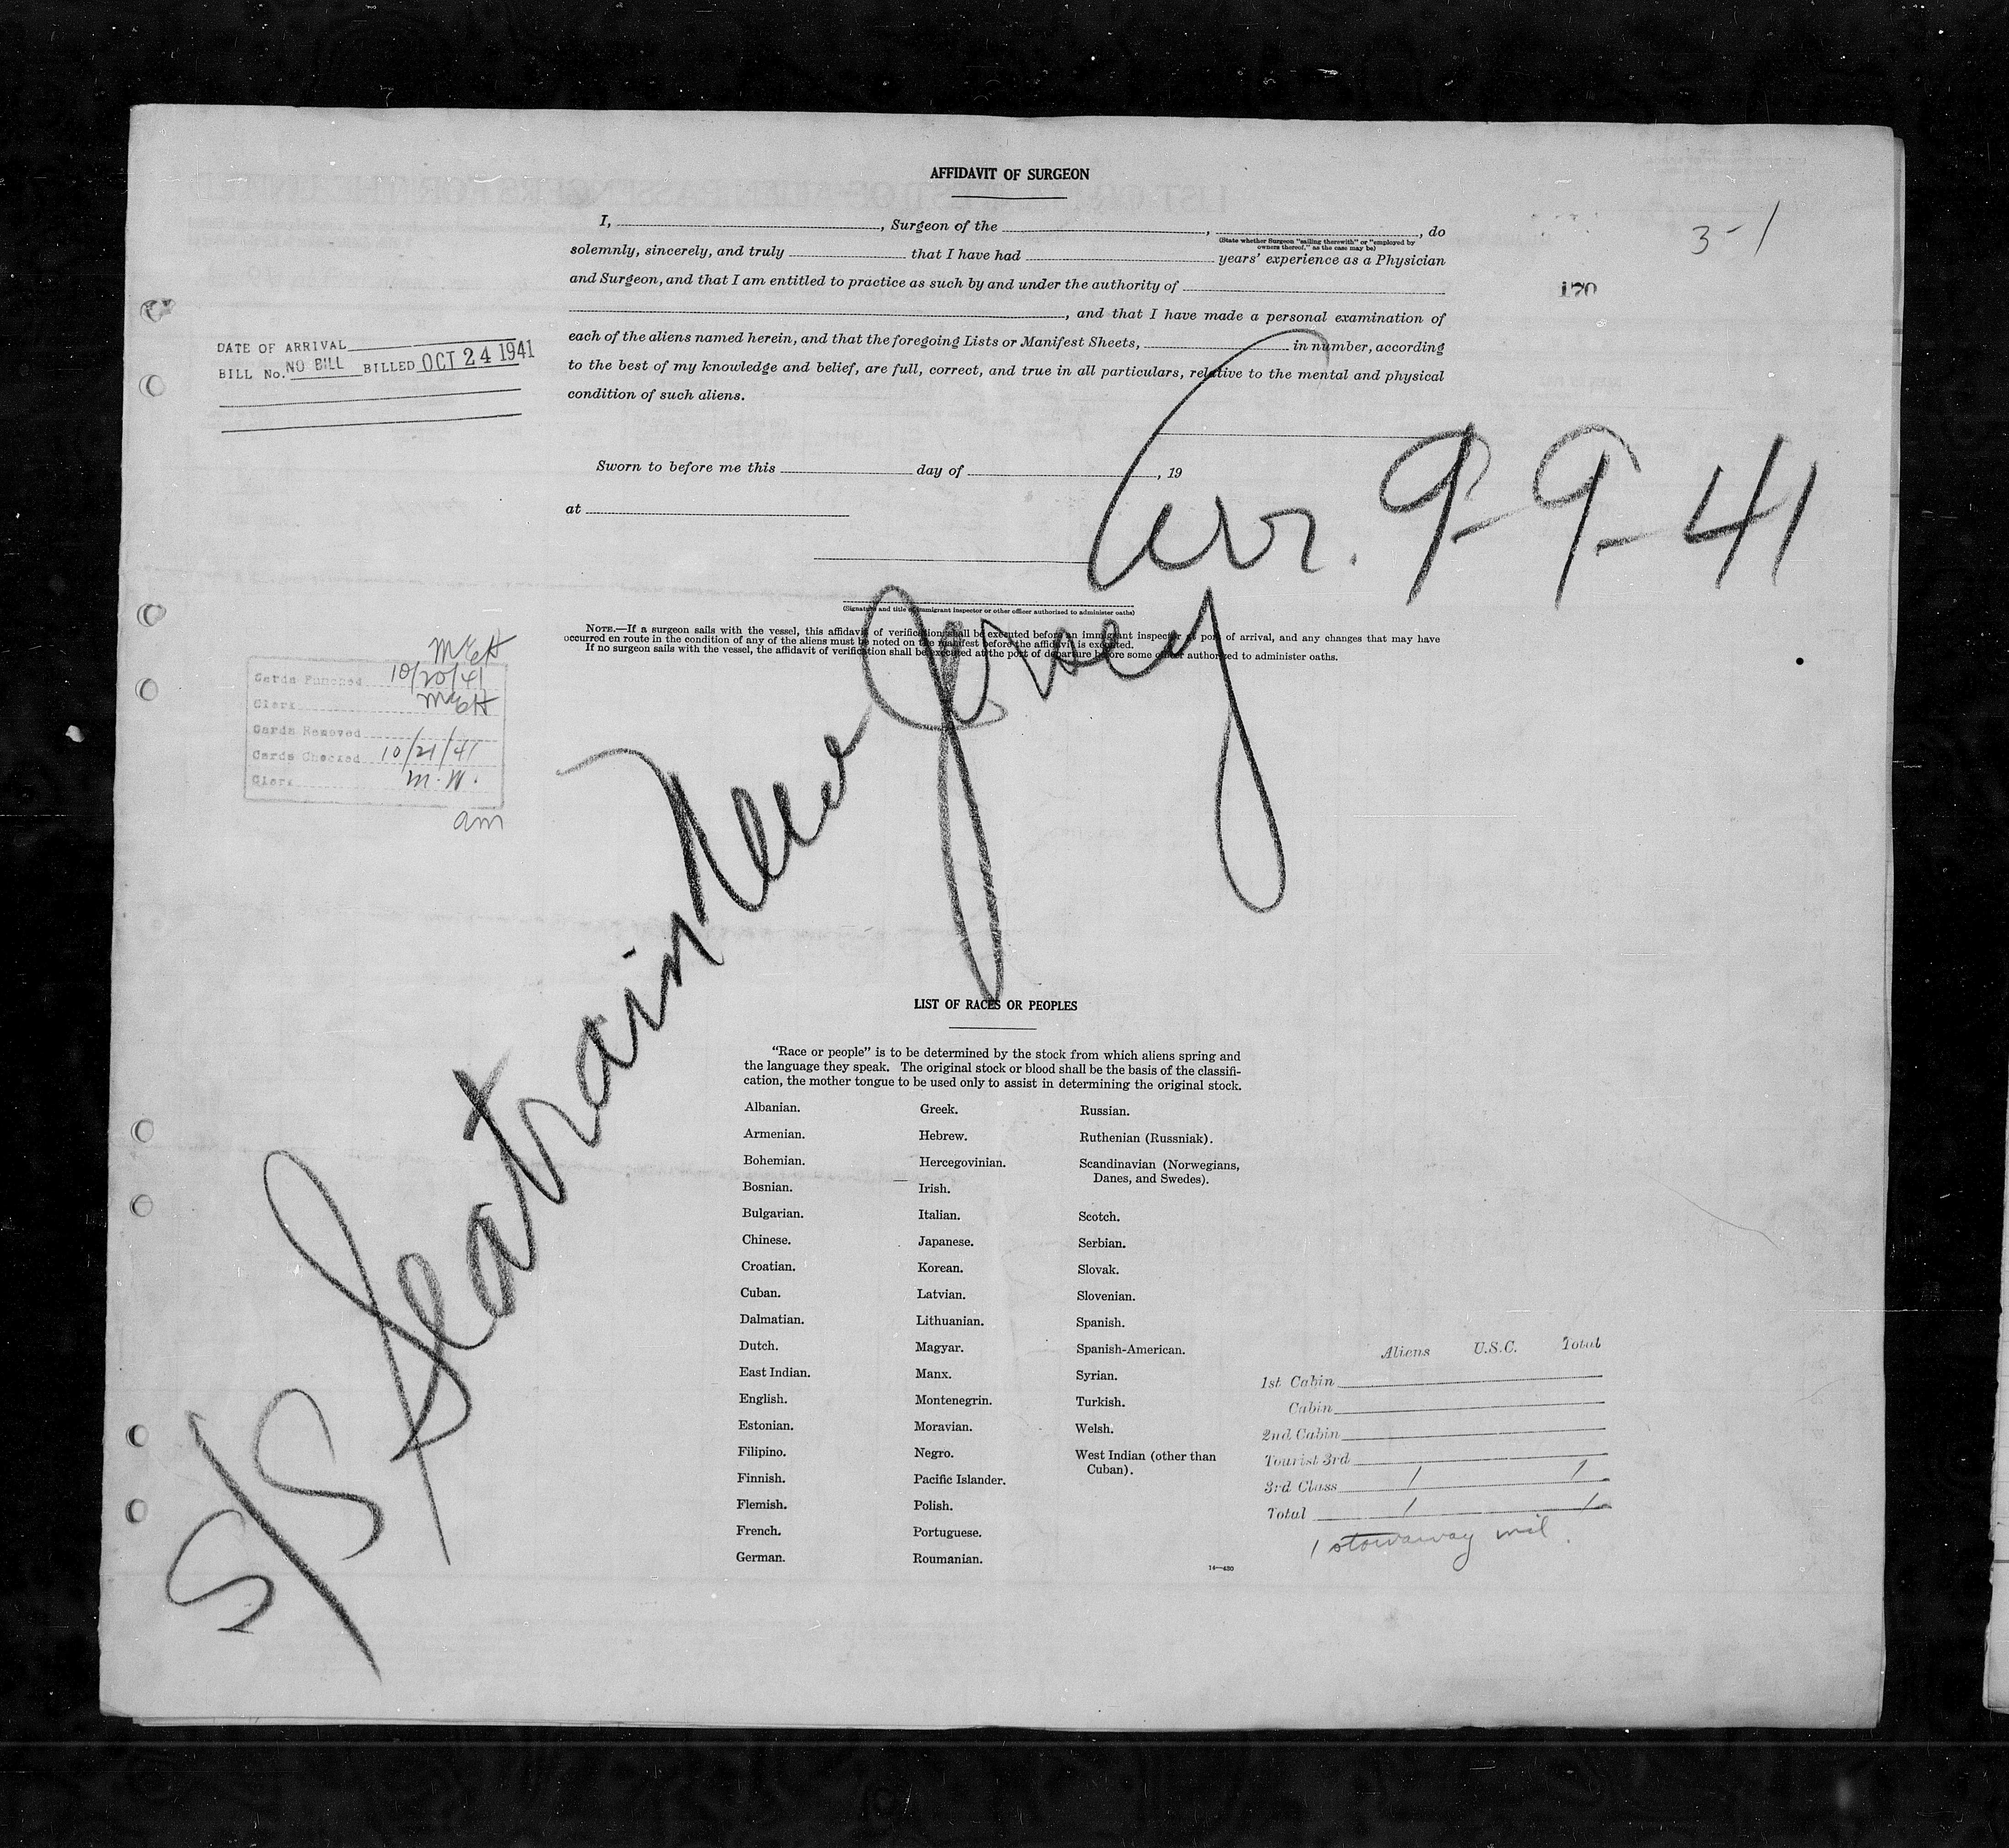 AFFIDAVIT OF SURGEON
I, , Surgeon of the , , do
(State whether Surgeon "sailing therewith" or "employed by
owners thereof," as the case may be)
solemnly, sincerely, and truly that I have had years' experience as a Physician
and Surgeon, and that I am entitled to practice as such by and under the authority of
, and that I have made a personal examination of
each of the aliens named herein, and that the foregoing Lists or Manifest Sheets, in number, according
to the best of my knowledge and belief, are full, correct, and true in all particulars, relative to the mental and physical
condition of such aliens.
3-1
170
DATE OF ARRIVAL
BILL No. NO BILL BILLED OCT 24 1941
Sworn to before me this day of , 19
at
Arr. 9-9-41
(Signature and title of immigrant inspector or other officer authorized to administer oaths)
NOTE.—If a surgeon sails with the vessel, this affidavit of verification shall be executed before an immigrant inspector at port of arrival, and any changes that may have
occurred en route in the condition of any of the aliens must be noted on the manifest before the affidavit is executed.
If no surgeon sails with the vessel, the affidavit of verification shall be executed at the port of departure before some officer authorized to administer oaths.
Cards Punched 10/20/41
Clerk
Cards Removed
Cards Checked 10/21/41
Clerk M.W.
am
S/S Seatrain New Jersey
LIST OF RACES OR PEOPLES
"Race or people" is to be determined by the stock from which aliens spring and
the language they speak. The original stock or blood shall be the basis of the classifi-
cation, the mother tongue to be used only to assist in determining the original stock.
Albanian.
Armenian.
Bohemian.
Bosnian.
Bulgarian.
Chinese.
Croatian.
Cuban.
Dalmatian.
Dutch.
East Indian.
English.
Estonian.
Filipino.
Finnish.
Flemish.
French.
German.
Greek.
Hebrew.
Hercegovinian.
Irish.
Italian.
Japanese.
Korean.
Latvian.
Lithuanian.
Magyar.
Manx.
Montenegrin.
Moravian.
Negro.
Pacific Islander.
Polish.
Portuguese.
Roumanian.
Russian.
Ruthenian (Russniak).
Scandinavian (Norwegians,
Danes, and Swedes).
Scotch.
Serbian.
Slovak.
Slovenian.
Spanish.
Spanish-American.
Syrian.
Turkish.
Welsh.
West Indian (other than
Cuban).
14—430
Aliens U.S.C. Total
1st Cabin
Cabin
2nd Cabin
Tourist 3rd
3rd Class 1 1
Total 1 1
1 stowaway